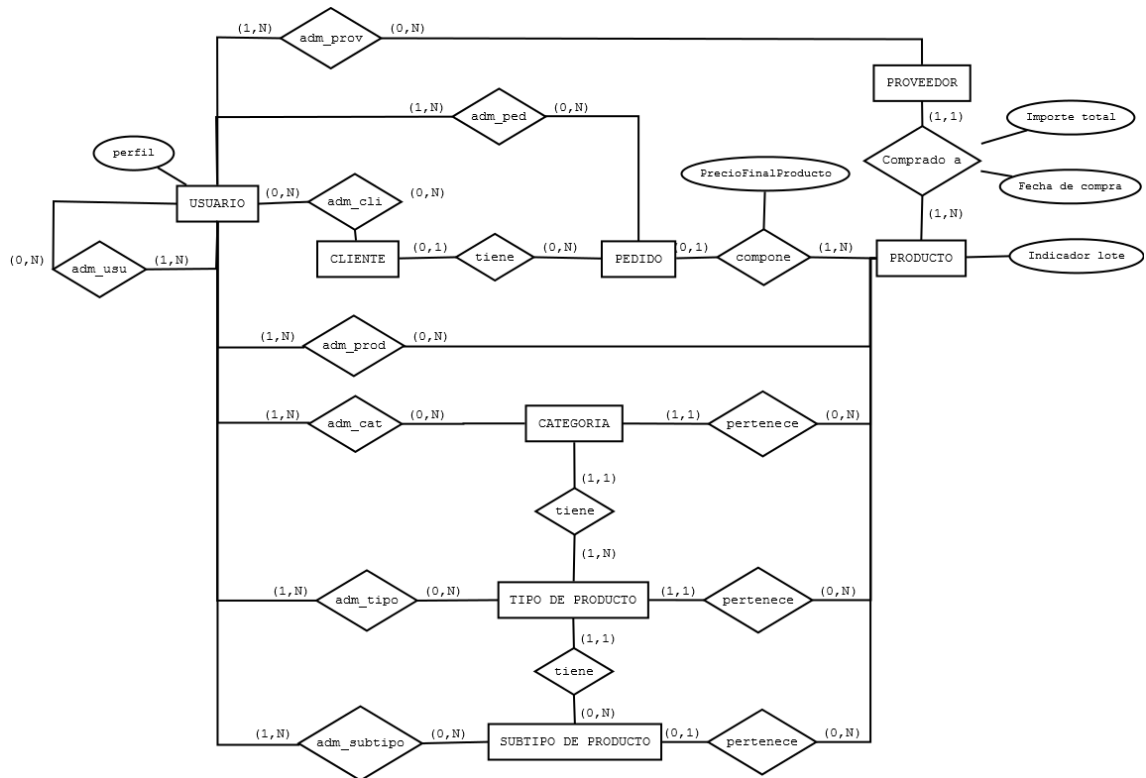 (1,N) adm_prov (0,N)
PROVEEDOR
(1,N) adm_ped (0,N)
(1,1) Importe total
perfil
PrecioFinalProducto
Comprado a
Fecha de compra
USUARIO (0,N) adm_cli (0,N)
(1,N)
(0,N) adm_usu (1,N)
CLIENTE (0,1) tiene (0,N) PEDIDO (0,1) compone (1,N) PRODUCTO Indicador lote
(1,N) adm_prod (0,N)
(1,N) adm_cat (0,N) CATEGORIA (1,1) pertenece (0,N)
(1,1)
tiene
(1,N)
(1,N) adm_tipo (0,N) TIPO DE PRODUCTO (1,1) pertenece (0,N)
(1,1)
tiene
(0,N)
(1,N) adm_subtipo (0,N) SUBTIPO DE PRODUCTO (0,1) pertenece (0,N)